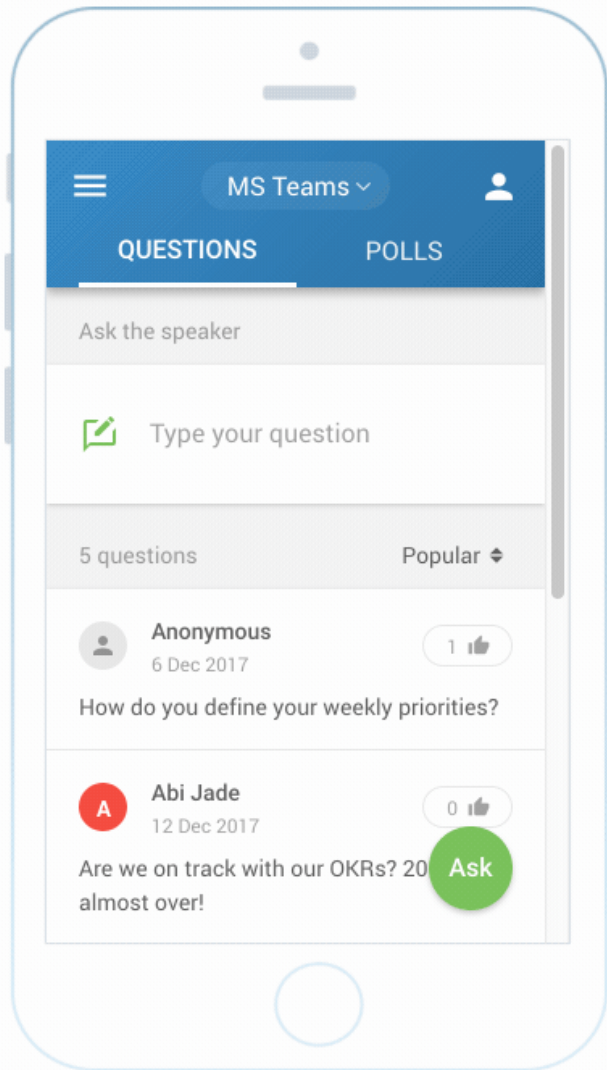 MS Teams
QUESTIONS POLLS
Ask the speaker
Type your question
5 questions Popular
Anonymous
6 Dec 2017
1
How do you define your weekly priorities?
A
Abi Jade
12 Dec 2017
0
Are we on track with our OKRs? 20
Ask
almost over!